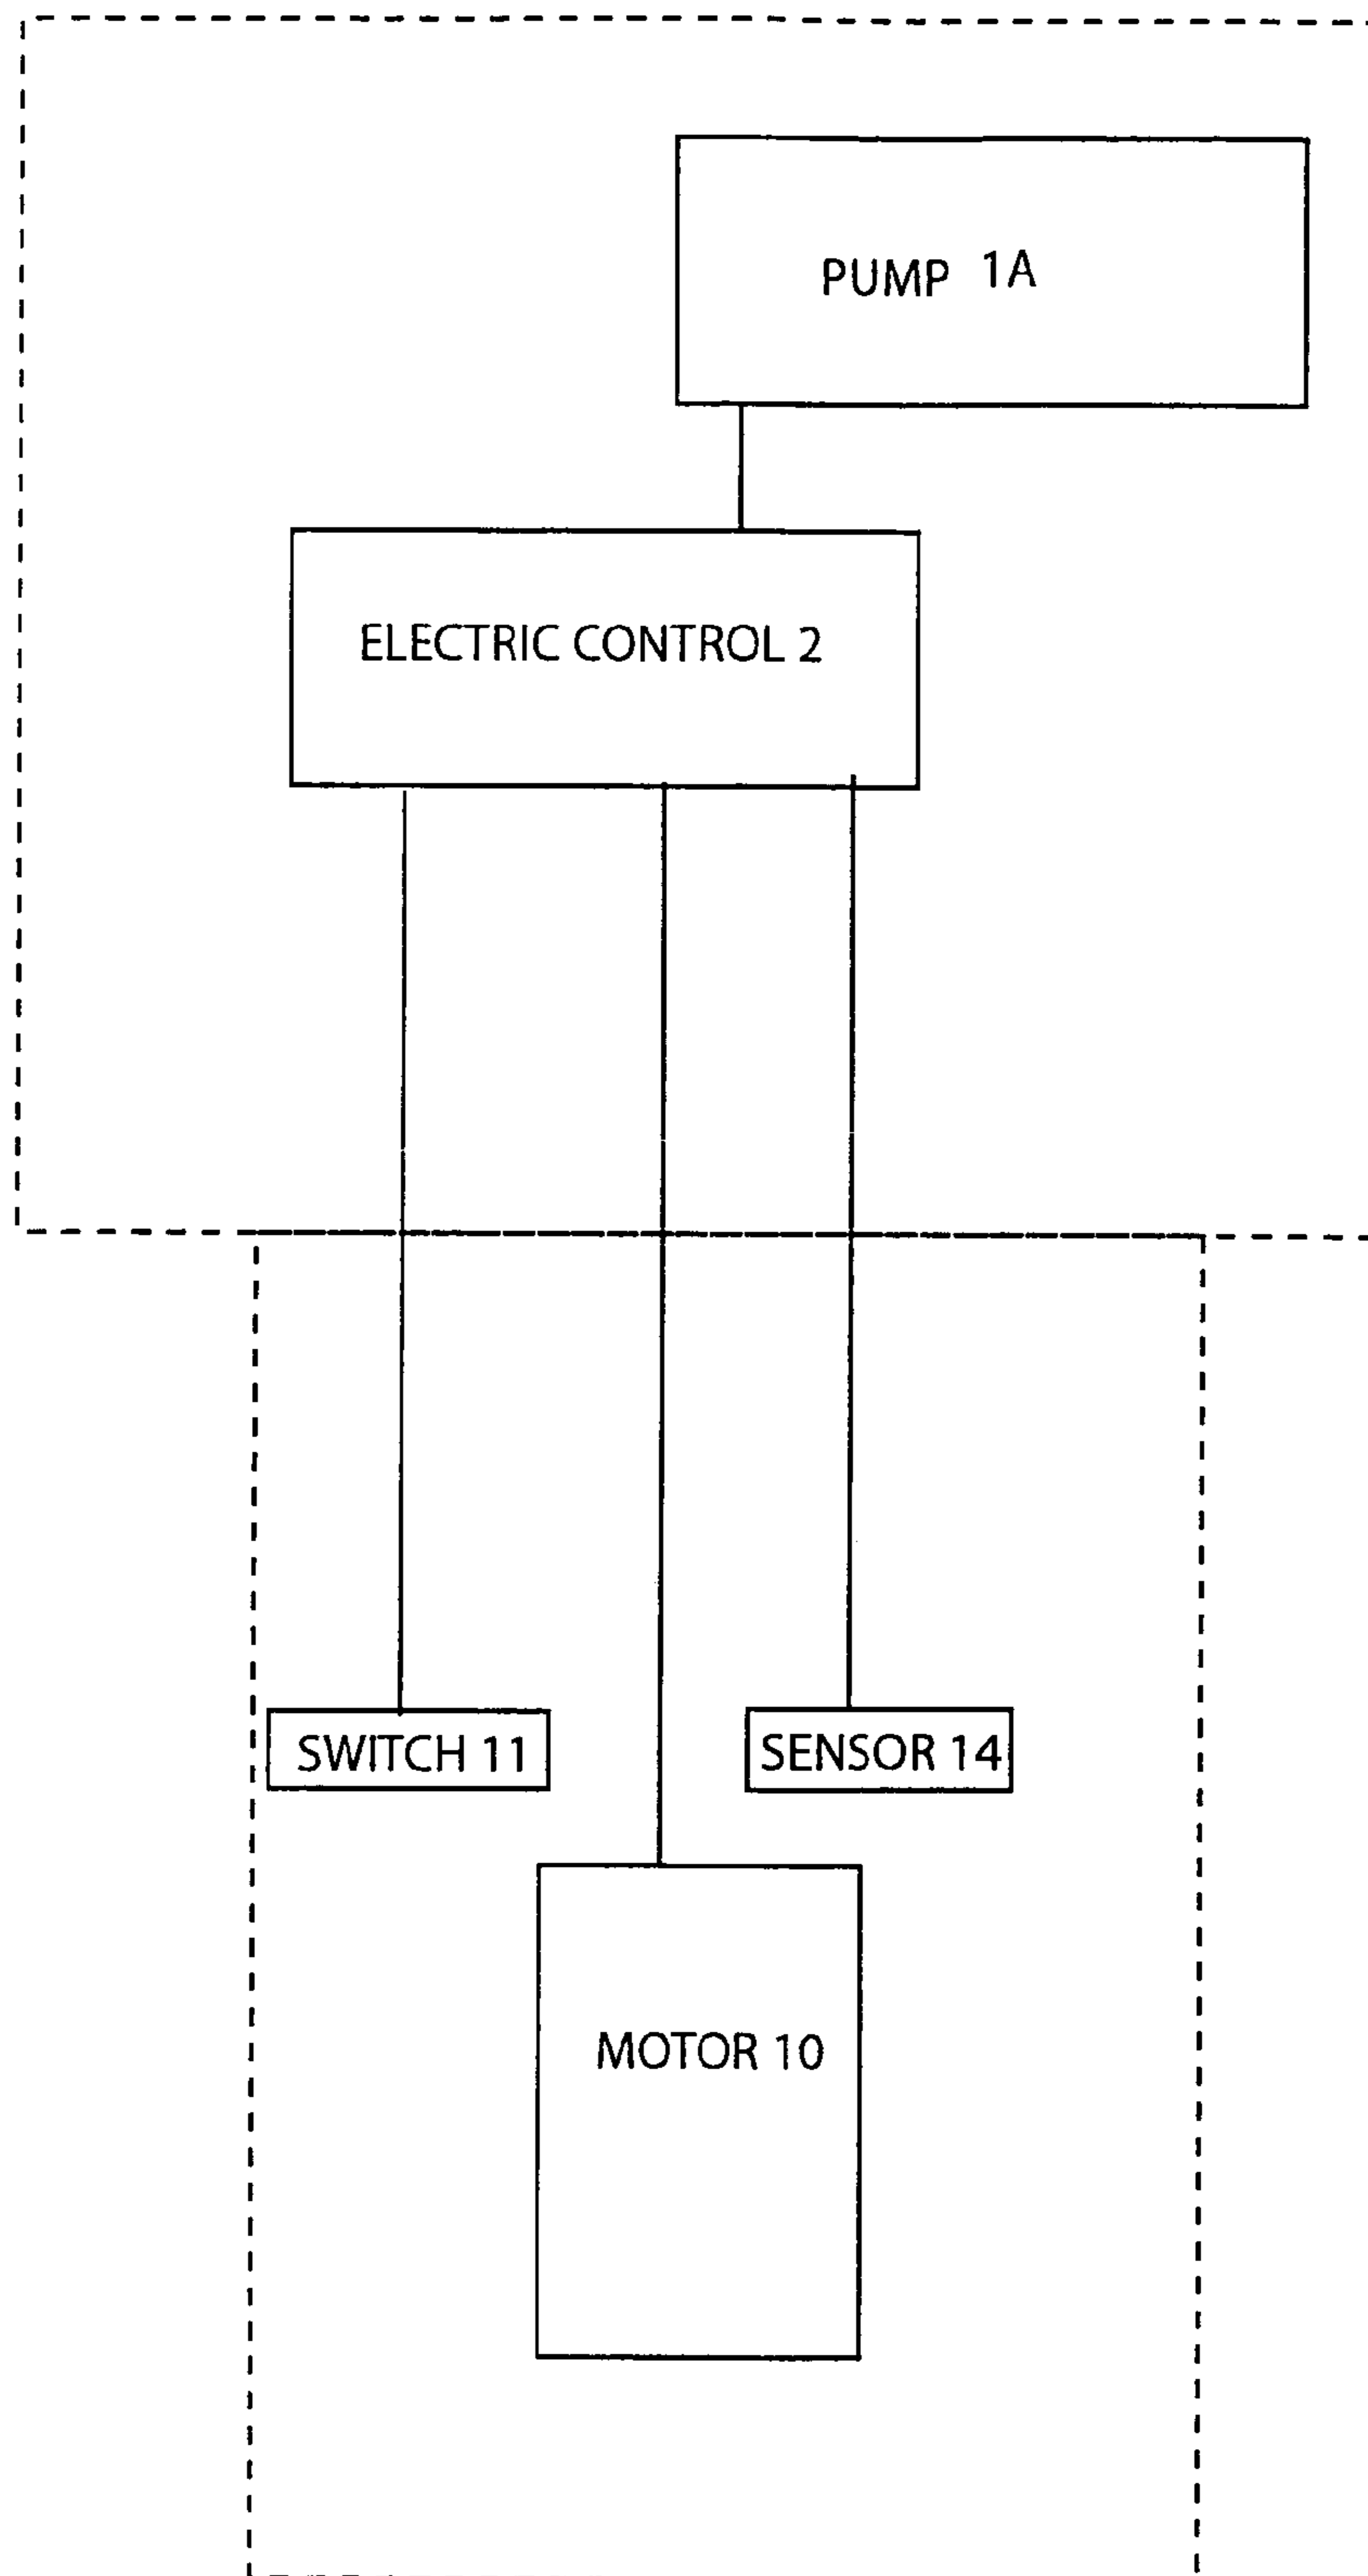 PUMP 1A
ELECTRIC CONTROL 2
SWITCH 11
SENSOR 14
MOTOR 10